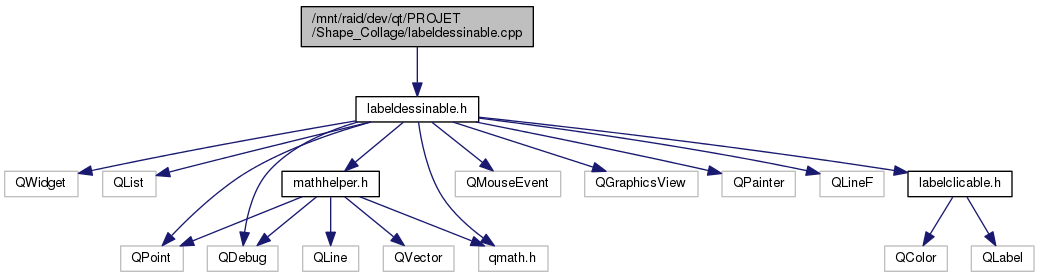 /mnt/raid/dev/qt/PROJET
/Shape_Collage/labeldessinable.cpp
labeldessinable.h
QWidget
QList
mathhelper.h
QMouseEvent
QGraphicsView
QPainter
QLineF
labelclicable.h
QPoint
QDebug
QLine
QVector
qmath.h
QColor
QLabel